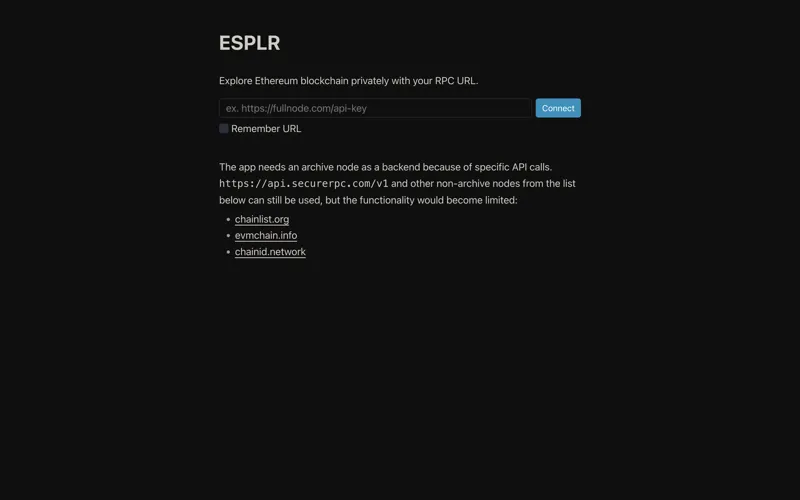 ESPLR
Explore Ethereum blockchain privately with your RPC URL.
ex. https://fullnode.com/api-key
Connect
Remember URL
The app needs an archive node as a backend because of specific API calls.
https://api.securerpc.com/v1 and other non-archive nodes from the list
below can still be used, but the functionality would become limited:
• chainlist.org
• evmchain.info
• chainid.network